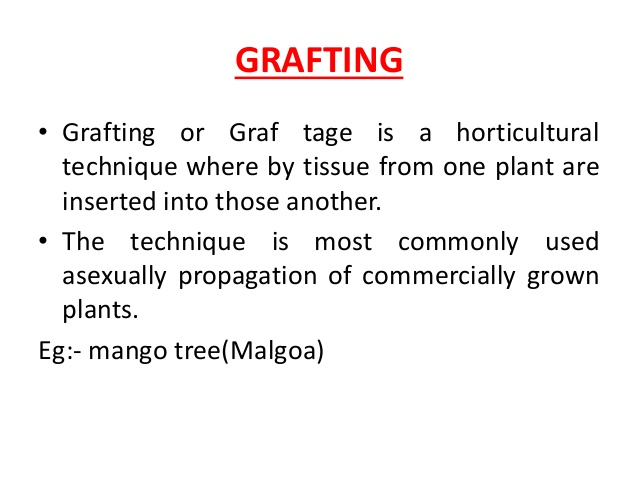 GRAFTING
• Grafting or Graf tage is a horticultural
technique where by tissue from one plant are
inserted into those another.
• The technique is most commonly used
asexually propagation of commercially grown
plants.
Eg:- mango tree(Malgoa)